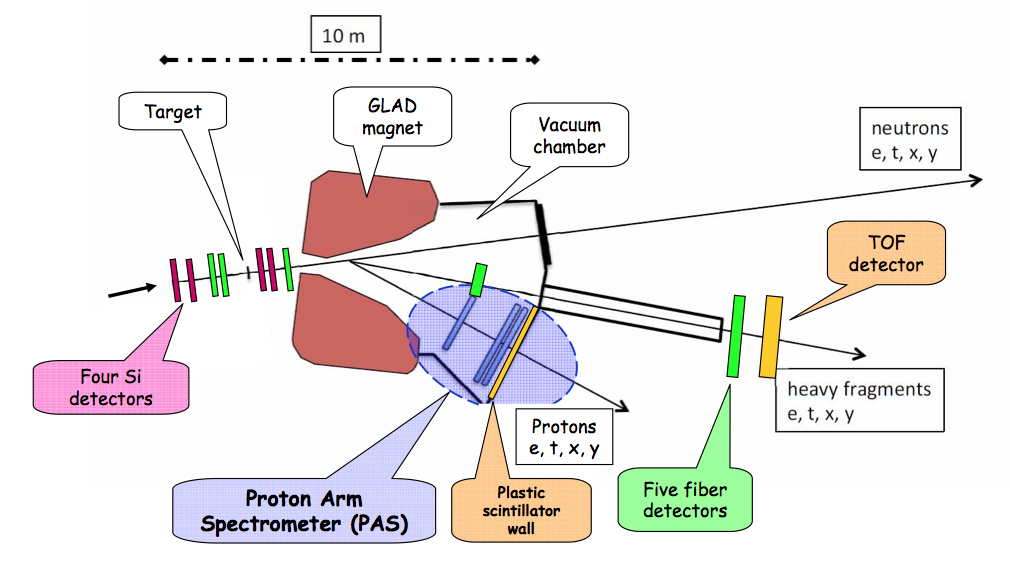 10 m
Target
GLAD
magnet
Vacuum
chamber
neutrons
e, t, x, y
TOF
detector
Four Si
detectors
heavy fragments
e, t, x, y
Protons
e, t, x, y
Proton Arm
Spectrometer (PAS)
Plastic
scintillator
wall
Five fiber
detectors